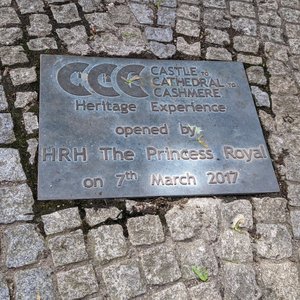 CCC CASTLE TO
CATHEDRAL TO
CASHMERE
Heritage Experience
opened by
HRH The Princess Royal
on 7th March 2017